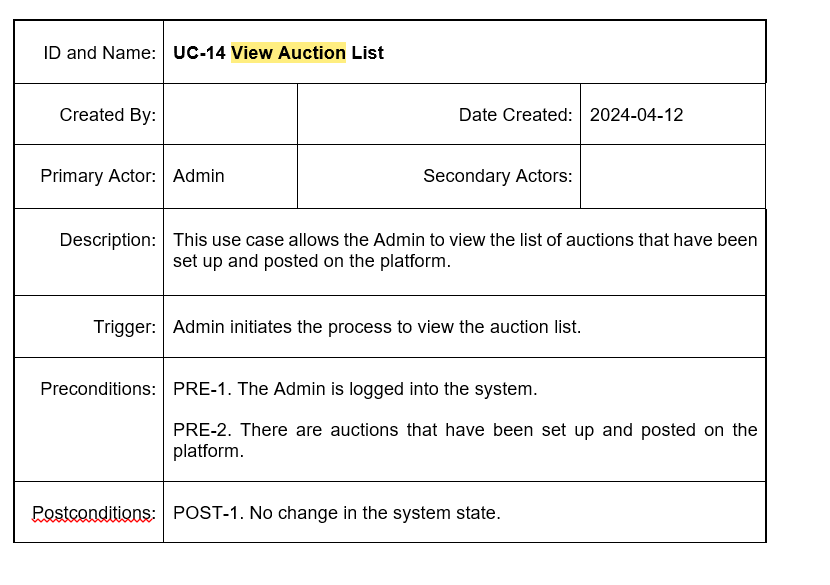 ID and Name: UC-14 View Auction List
Created By: Date Created: 2024-04-12
Primary Actor: Admin Secondary Actors:
Description: This use case allows the Admin to view the list of auctions that have been
set up and posted on the platform.
Trigger: Admin initiates the process to view the auction list.
Preconditions: PRE-1. The Admin is logged into the system.
PRE-2. There are auctions that have been set up and posted on the
platform.
Postconditions: POST-1. No change in the system state.